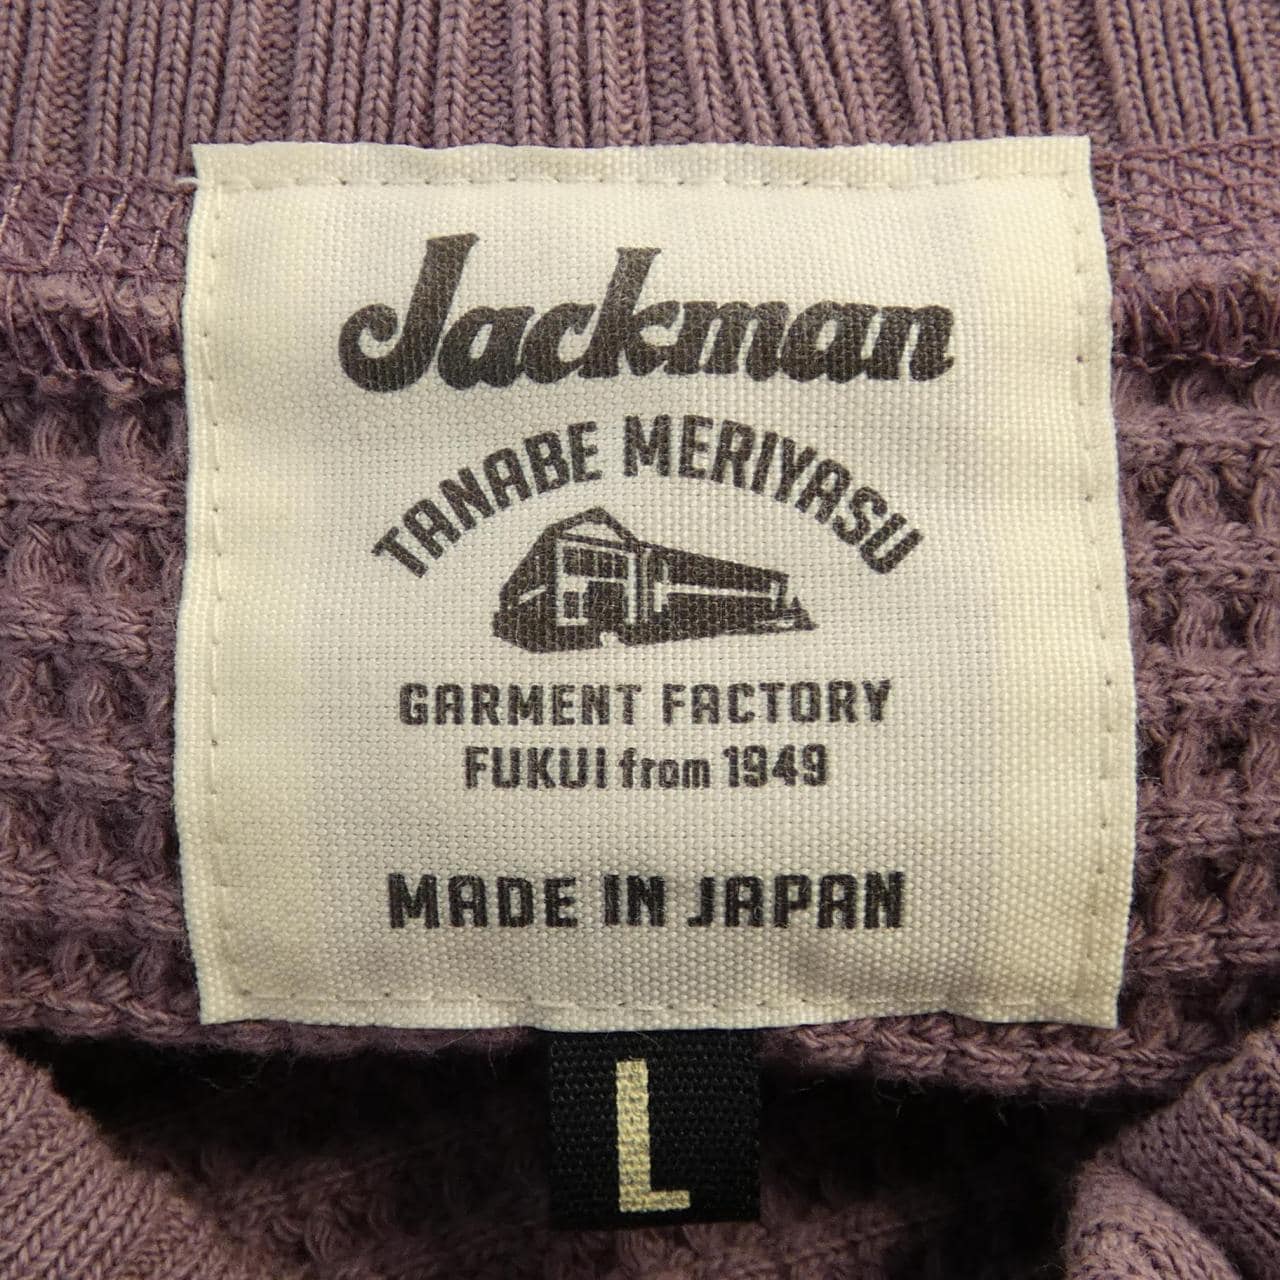 Jackman
TANABE MERIYASU
GARMENT FACTORY
FUKUI from 1949
MADE IN JAPAN
L